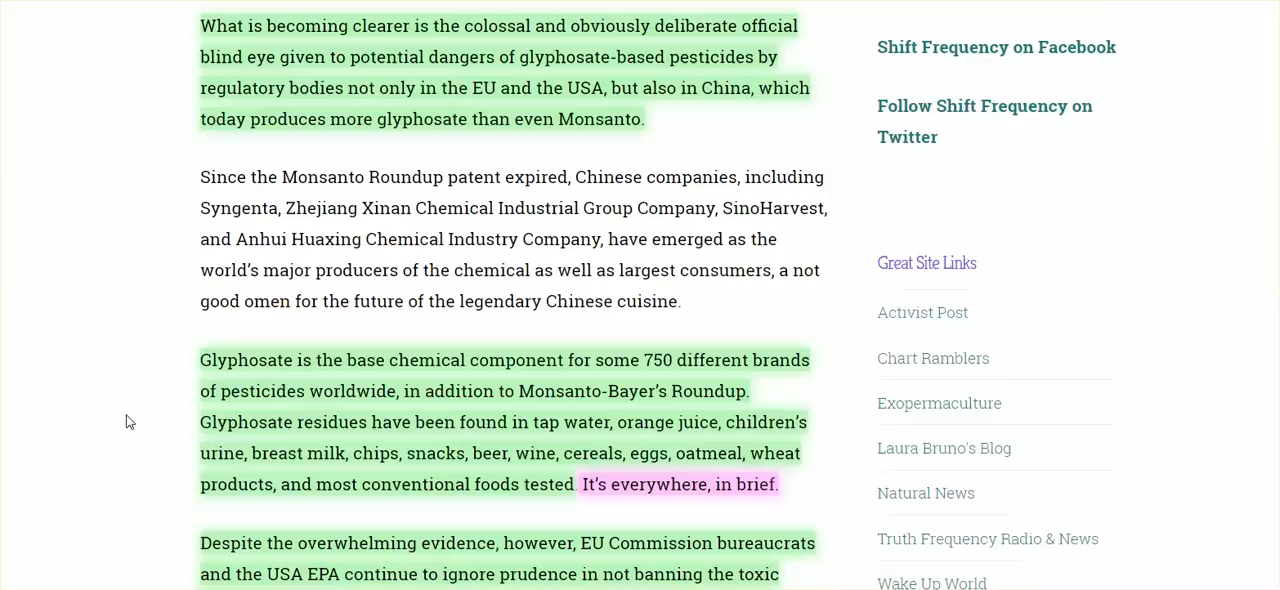 What is becoming clearer is the colossal and obviously deliberate official
blind eye given to potential dangers of glyphosate-based pesticides by
regulatory bodies not only in the EU and the USA, but also in China, which
today produces more glyphosate than even Monsanto.
Since the Monsanto Roundup patent expired, Chinese companies, including
Syngenta, Zhejiang Xinan Chemical Industrial Group Company, SinoHarvest,
and Anhui Huaxing Chemical Industry Company, have emerged as the
world’s major producers of the chemical as well as largest consumers, a not
good omen for the future of the legendary Chinese cuisine.
Glyphosate is the base chemical component for some 750 different brands
of pesticides worldwide, in addition to Monsanto-Bayer’s Roundup.
Glyphosate residues have been found in tap water, orange juice, children’s
urine, breast milk, chips, snacks, beer, wine, cereals, eggs, oatmeal, wheat
products, and most conventional foods tested. It’s everywhere, in brief.
Despite the overwhelming evidence, however, EU Commission bureaucrats
and the USA EPA continue to ignore prudence in not banning the toxic
Shift Frequency on Facebook
Follow Shift Frequency on
Twitter
Great Site Links
Activist Post
Chart Ramblers
Exopermaculture
Laura Bruno's Blog
Natural News
Truth Frequency Radio & News
Wake Up World